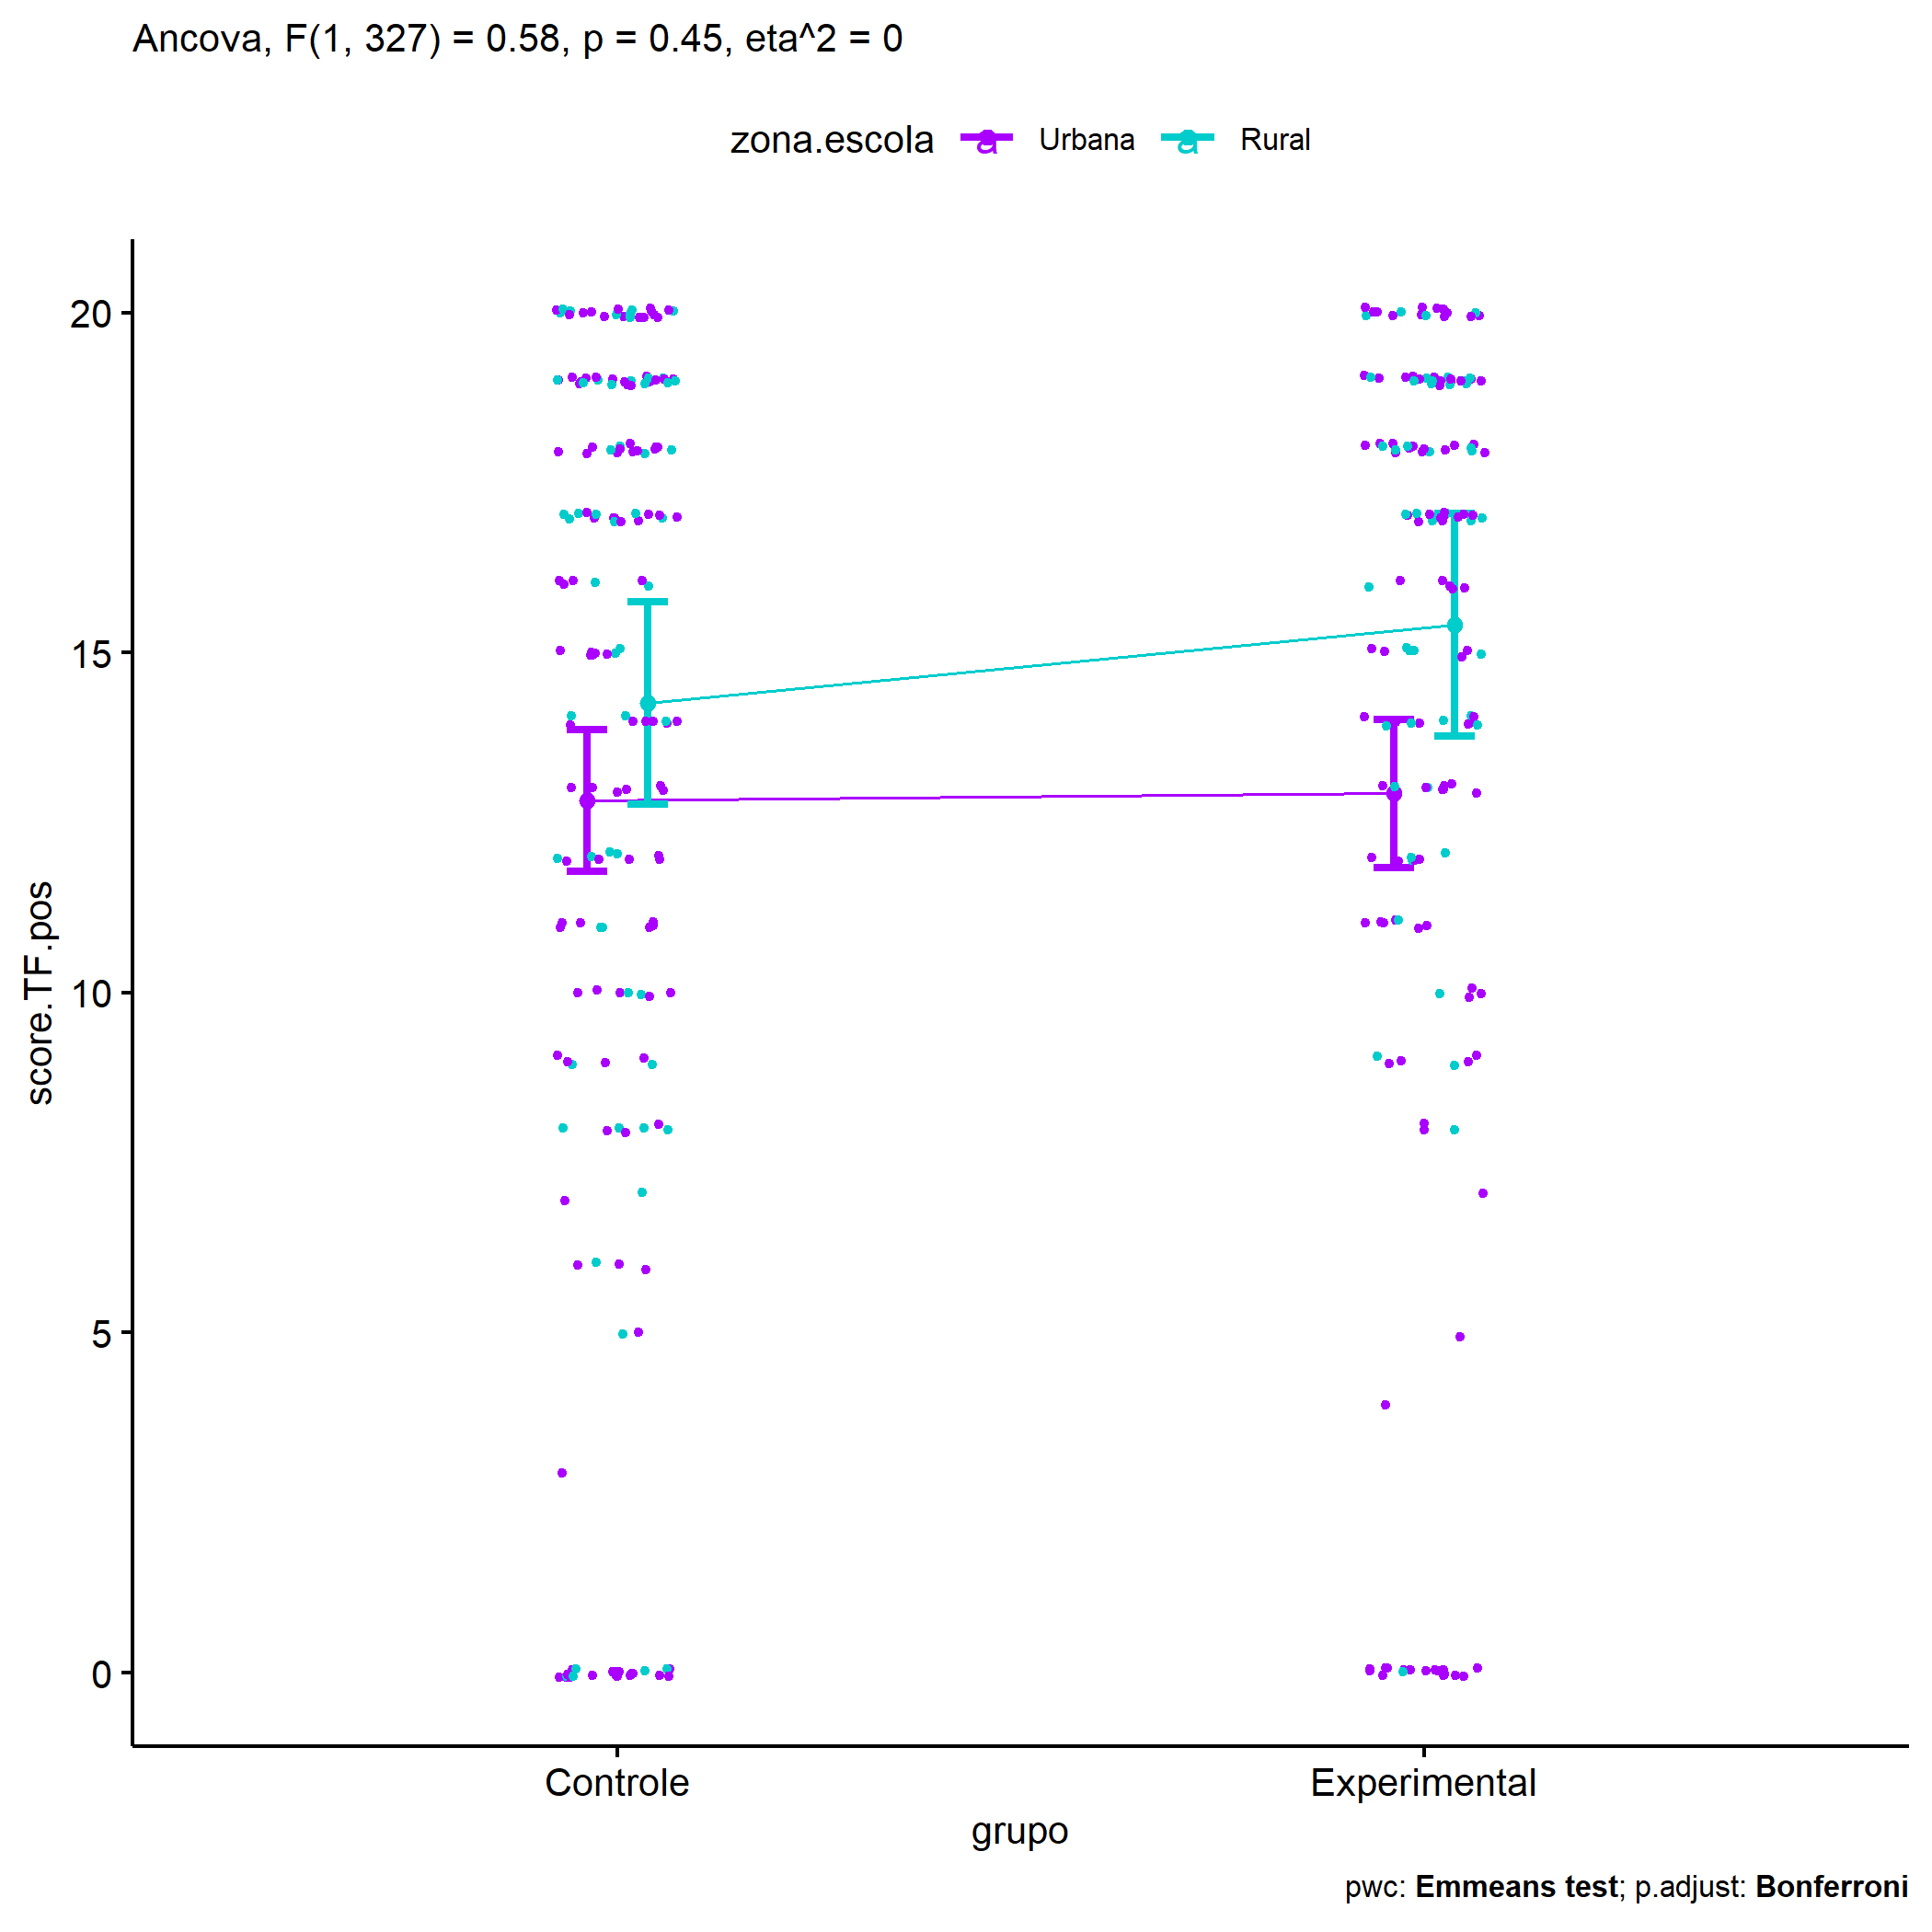 Ancova, F(1, 327) = 0.58, p = 0.45, eta^2 = 0
zona.escola a Urbana a Rural
20
15
10
5
0
score.TF.pos
Controle Experimental
grupo
pwc: Emmeans test; p.adjust: Bonferroni